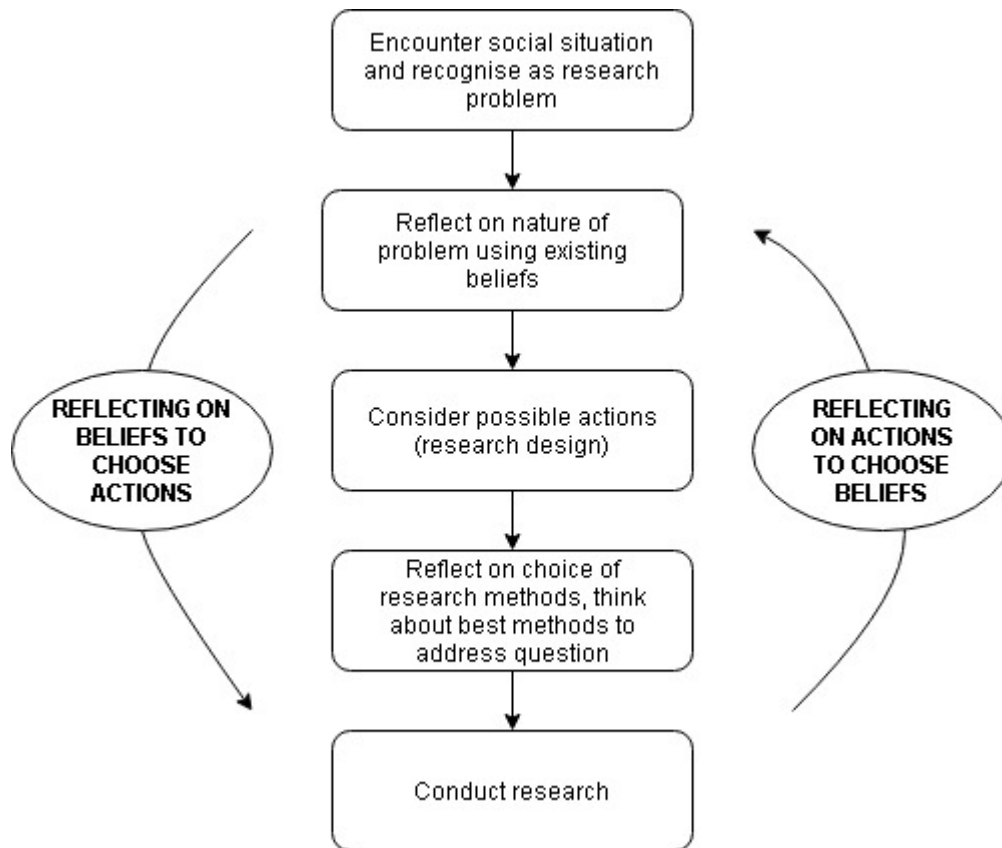 Encounter social situation
and recognise as research
problem
Reflect on nature of
problem using existing
beliefs
REFLECTING ON
BELIEFS TO
CHOOSE
ACTIONS
Consider possible actions
(research design)
REFLECTING
ON ACTIONS
TO CHOOSE
BELIEFS
Reflect on choice of
research methods, think
about best methods to
address question
Conduct research